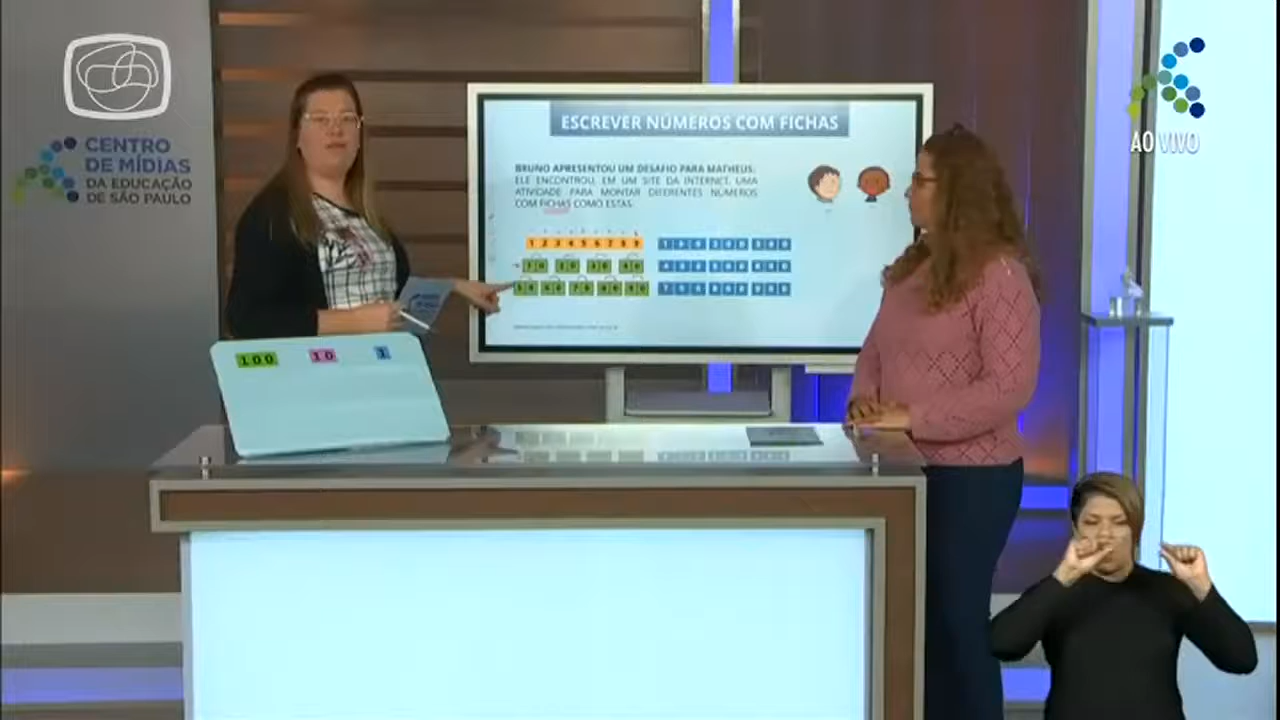 CENTRO
DE MÍDIAS
DA EDUCAÇÃO
DE SÃO PAULO
AO VIVO
ESCREVER NÚMEROS COM FICHAS
BRUNO APRESENTOU UM DESAFIO PARA MATHEUS:
ELE ENCONTROU, EM UM SITE DA INTERNET, UMA
ATIVIDADE PARA MONTAR DIFERENTES NÚMEROS
COM FICHAS COMO ESTAS.
1 2 3 4 5 6 7 8 9
100 10 1